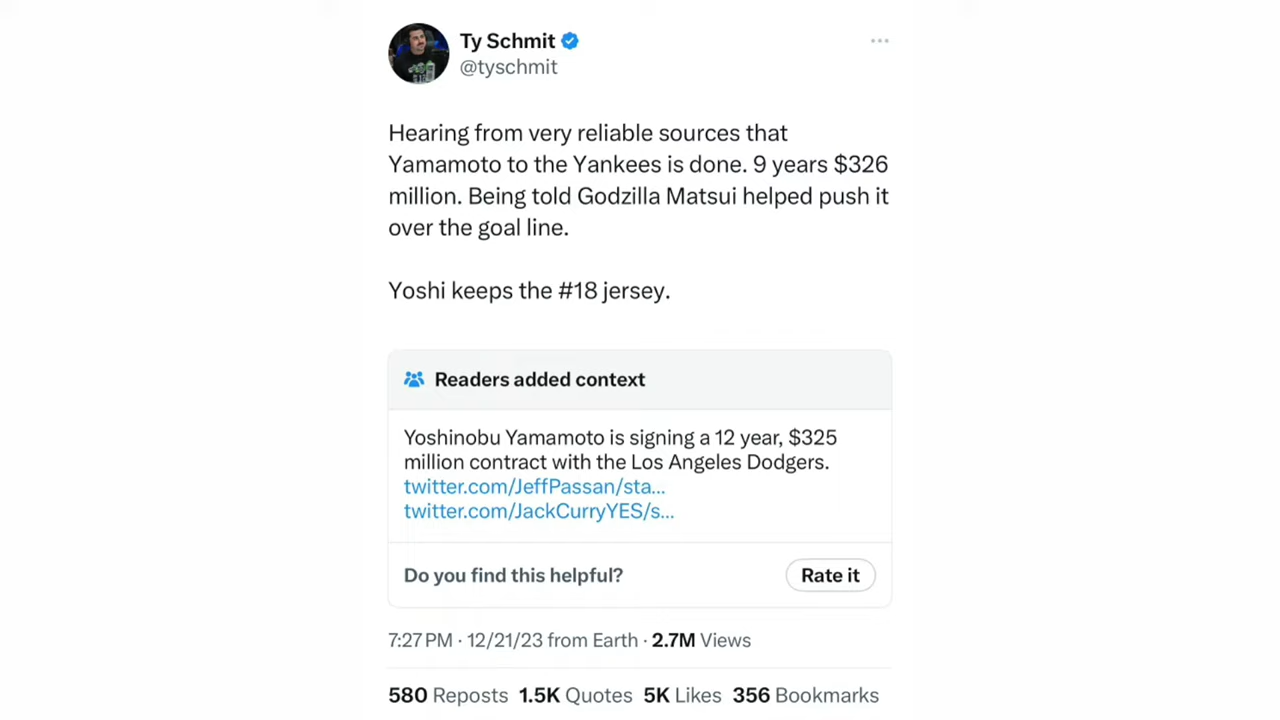 Ty Schmit
@tyschmit
Hearing from very reliable sources that
Yamamoto to the Yankees is done. 9 years $326
million. Being told Godzilla Matsui helped push it
over the goal line.
Yoshi keeps the #18 jersey.
Readers added context
Yoshinobu Yamamoto is signing a 12 year, $325
million contract with the Los Angeles Dodgers.
twitter.com/JeffPassan/sta...
twitter.com/JackCurryYES/s...
Do you find this helpful?
Rate it
7:27 PM · 12/21/23 from Earth · 2.7M Views
580 Reposts 1.5K Quotes 5K Likes 356 Bookmarks